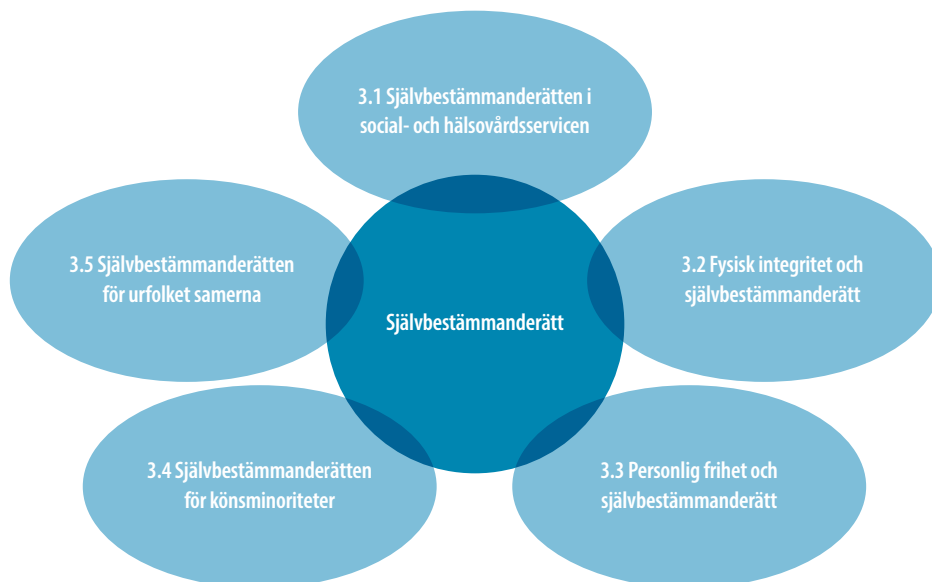 3.1 Självbestämmanderätten i
social- och hälsovårdsservicen
3.5 Självbestämmanderätten
för urfolket samerna
3.2 Fysisk integritet och
självbestämmanderätt
Självbestämmanderätt
3.4 Självbestämmanderätten
för könsminoriteter
3.3 Personlig frihet och
självbestämmanderätt